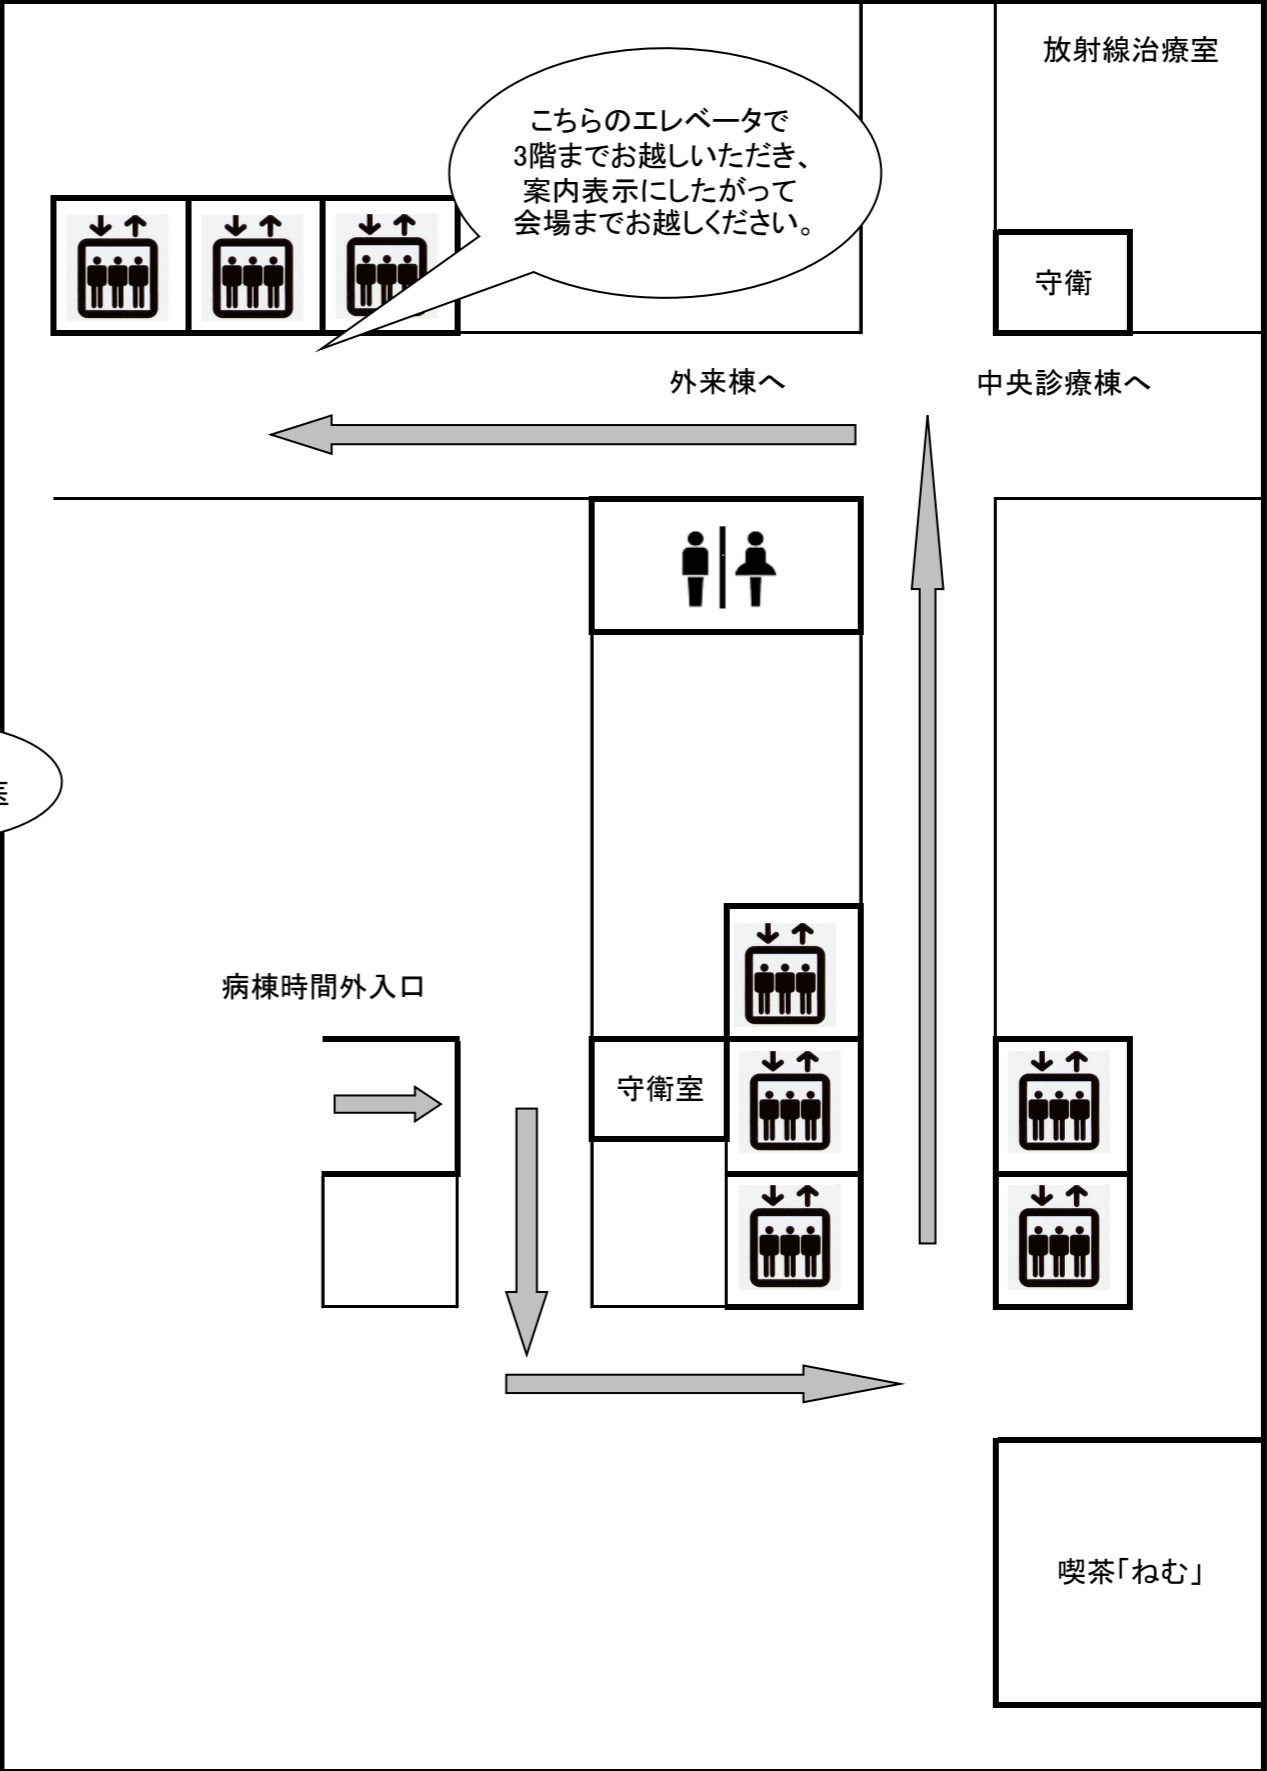 放射線治療室
こちらのエレベータで
3階までお越しいただき、
案内表示にしたがって
会場までお越しください。
守衛
外来棟へ
中央診療棟へ
病棟時間外入口
守衛室
喫茶「ねむ」